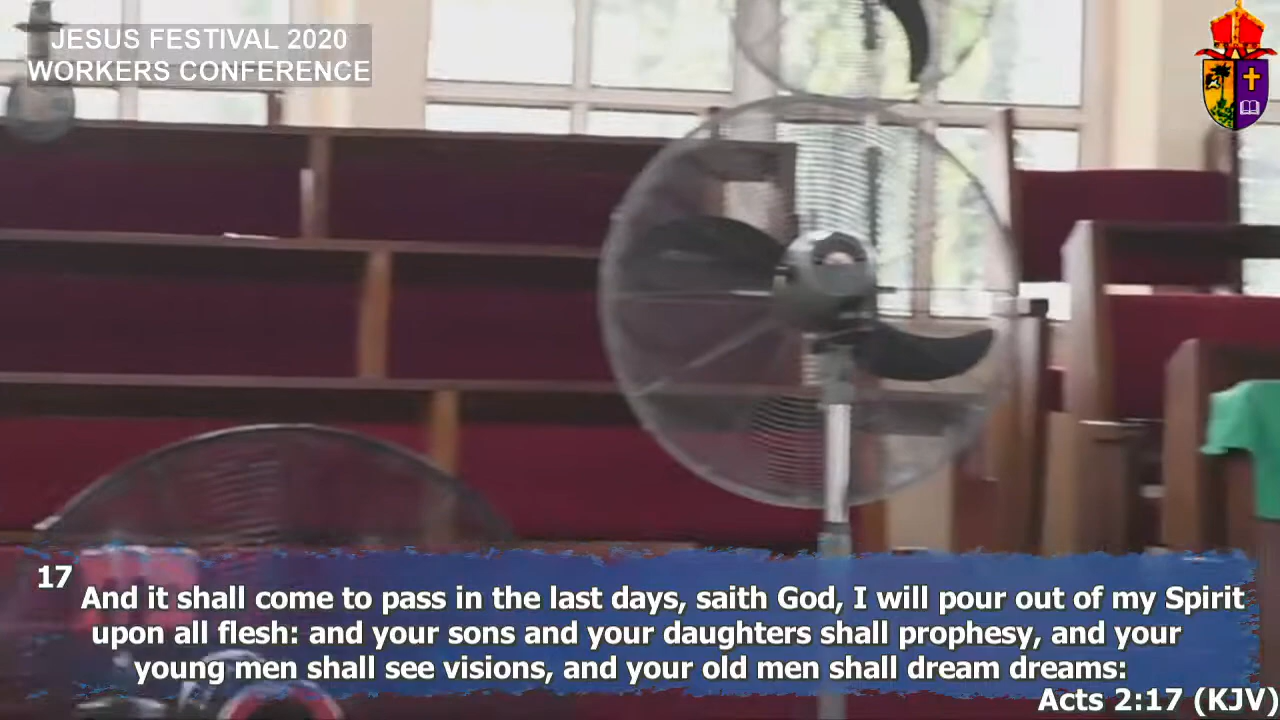 JESUS FESTIVAL 2020
WORKERS CONFERENCE
17
And it shall come to pass in the last days, saith God, I will pour out of my Spirit
upon all flesh: and your sons and your daughters shall prophesy, and your
young men shall see visions, and your old men shall dream dreams:
Acts 2:17 (KJV)